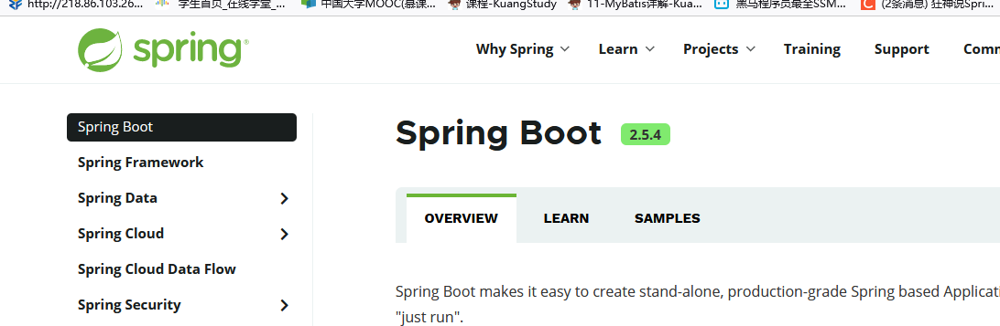 http://218.86.103.26... 学生首页_在线学堂_... 中国大学MOOC(慕课... 课程-KuangStudy 11-MyBatis详解-Kua... 黑马程序员最全SSM... (2条消息) 狂神说Spri...
spring Why Spring Learn Projects Training Support Comm
Spring Boot
Spring Framework
Spring Data
Spring Cloud
Spring Cloud Data Flow
Spring Security
Spring Boot 2.5.4
OVERVIEW LEARN SAMPLES
Spring Boot makes it easy to create stand-alone, production-grade Spring based Applicati
"just run".